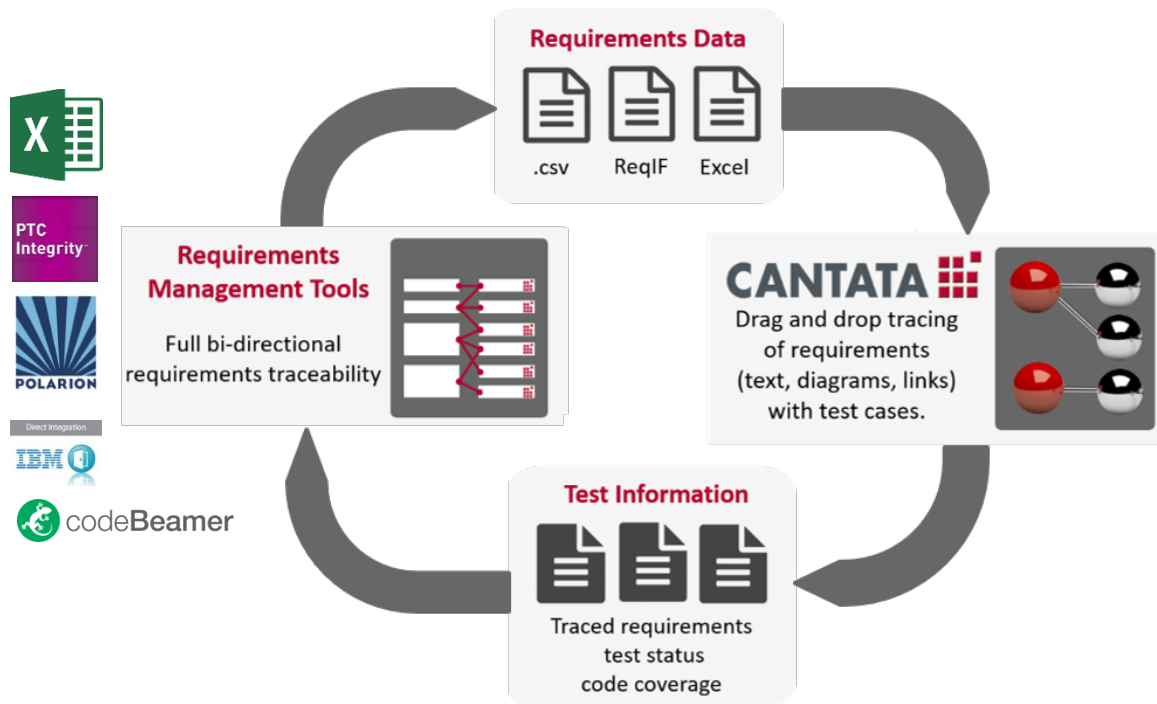 Requirements Data
.csv
ReqIF
Excel
X
PTC
Integrity™
POLARION
Direct Integration
IBM
codeBeamer
Requirements
Management Tools
Full bi-directional
requirements traceability
CANTATA
Drag and drop tracing
of requirements
(text, diagrams, links)
with test cases.
Test Information
Traced requirements
test status
code coverage